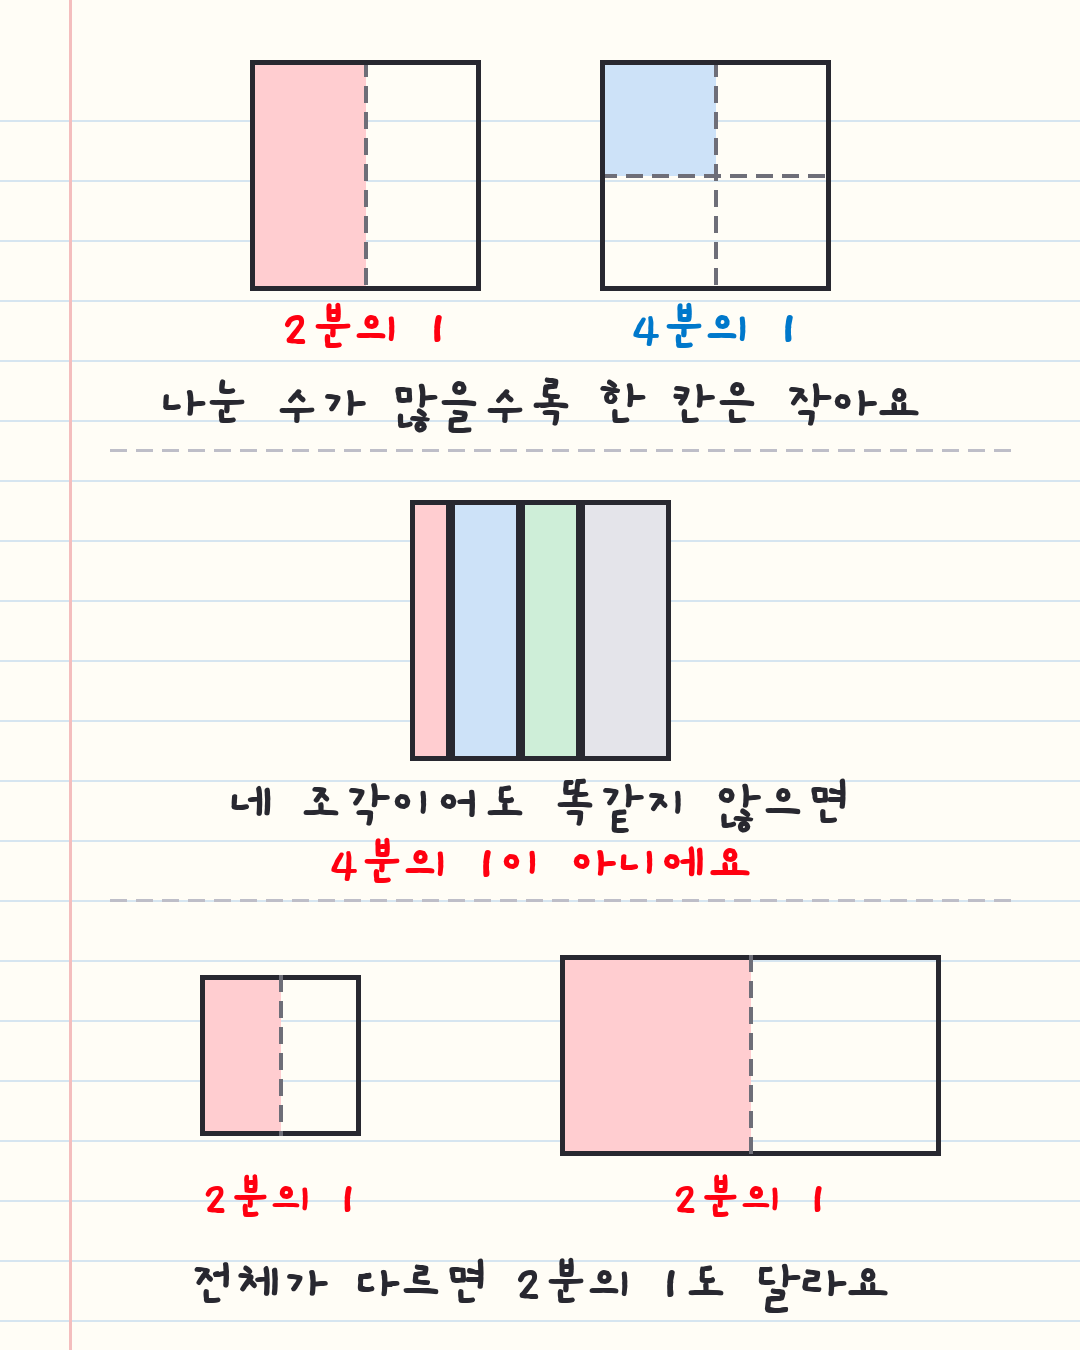 2분의 1
4분의 1
나눈 수가 많을수록 한 칸은 작아요
네 조각이어도 똑같지 않으면
4분의 1이 아니에요
2분의 1
2분의 1
전체가 다르면 2분의 1도 달라요